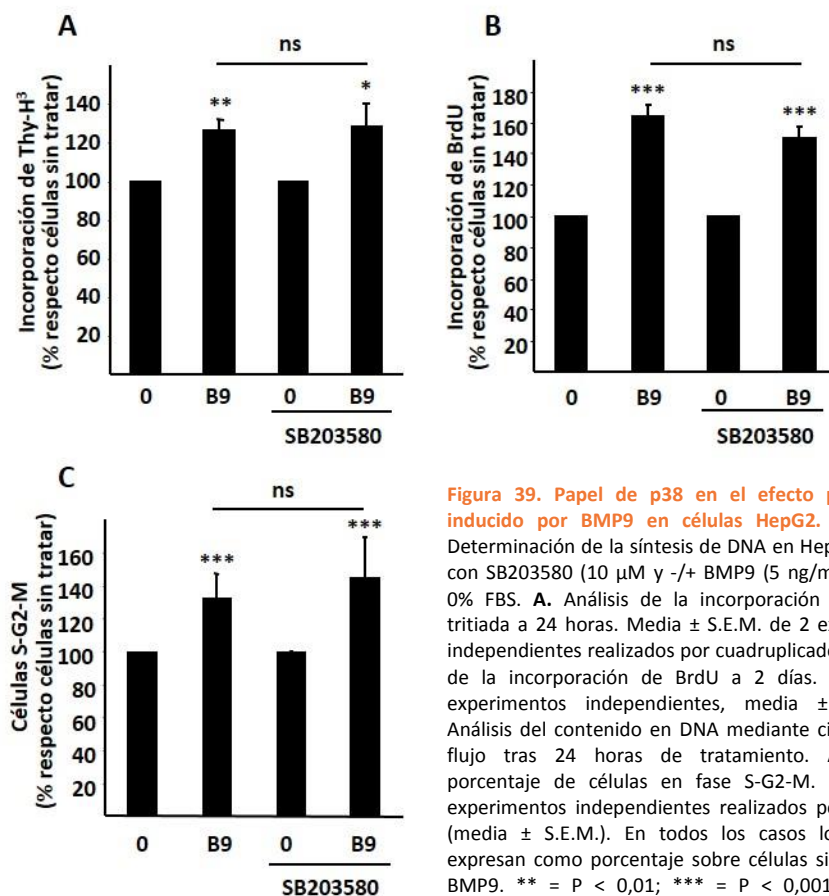 A
ns
Incorporación de Thy-H³
(% respecto células sin tratar)
140
120
100
80
60
40
20
**
*
0 B9 0 B9
SB203580
B
ns
Incorporación de BrdU
(% respecto células sin tratar)
180
160
140
120
100
80
60
40
20
***
***
0 B9 0 B9
SB203580
C
ns
Células S-G2-M
(% respecto células sin tratar)
160
140
120
100
80
60
40
20
***
***
0 B9 0 B9
SB203580
Figura 39. Papel de p38 en el efecto p
inducido por BMP9 en células HepG2.
Determinación de la síntesis de DNA en Hep
con SB203580 (10 µM y -/+ BMP9 (5 ng/m
0% FBS. A. Análisis de la incorporación
tritiada a 24 horas. Media ± S.E.M. de 2 ex
independientes realizados por cuadruplicado
de la incorporación de BrdU a 2 días.
experimentos independientes, media ±
Análisis del contenido en DNA mediante ci
flujo tras 24 horas de tratamiento.
porcentaje de células en fase S-G2-M.
experimentos independientes realizados po
(media ± S.E.M.). En todos los casos lo
expresan como porcentaje sobre células si
BMP9. ** = P < 0,01; *** = P < 0,001